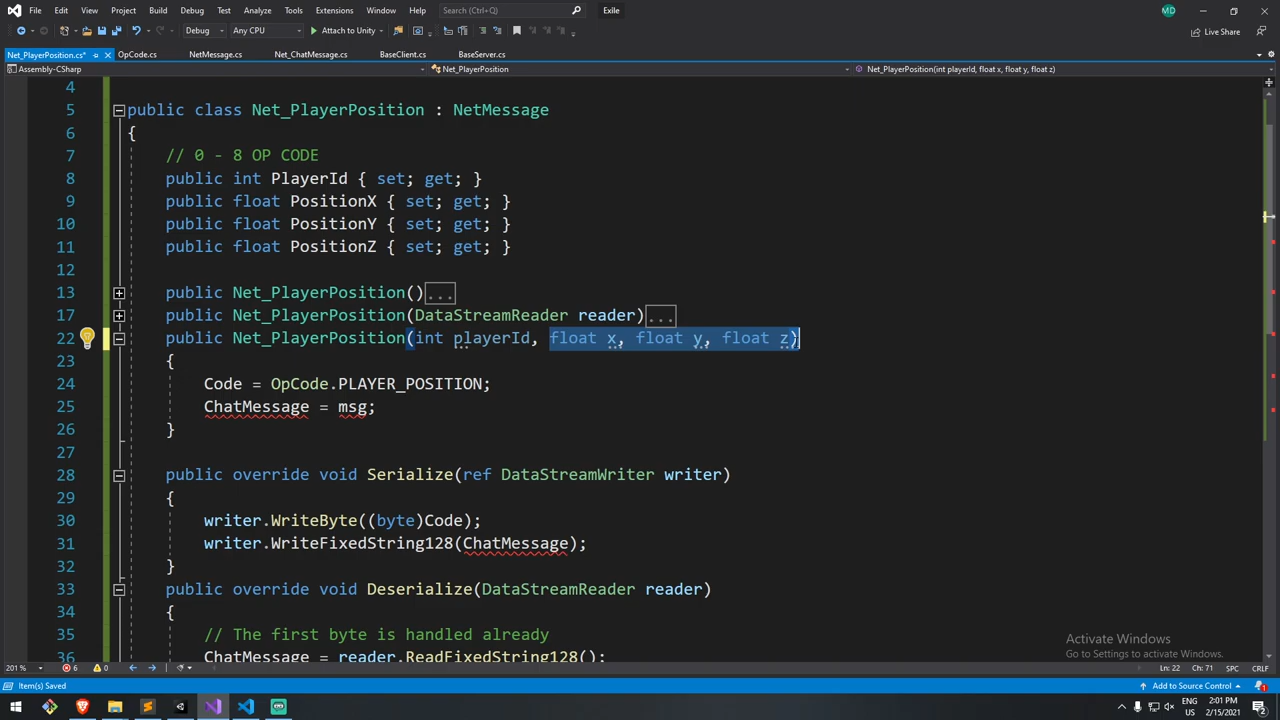 File Edit View Project Build Debug Test Analyze Tools Extensions Window Help Search (Ctrl+Q) Exile MD
Debug Any CPU Attach to Unity Live Share
Net_PlayerPosition.cs* OpCode.cs NetMessage.cs Net_ChatMessage.cs BaseClient.cs BaseServer.cs
Assembly-CSharp Net_PlayerPosition Net_PlayerPosition(int playerId, float x, float y, float z)
4
5 public class Net_PlayerPosition : NetMessage
6 {
7 // 0 - 8 OP CODE
8 public int PlayerId { set; get; }
9 public float PositionX { set; get; }
10 public float PositionY { set; get; }
11 public float PositionZ { set; get; }
12
13 public Net_PlayerPosition()...
17 public Net_PlayerPosition(DataStreamReader reader)...
22 public Net_PlayerPosition(int playerId, float x, float y, float z)
23 {
24 Code = OpCode.PLAYER_POSITION;
25 ChatMessage = msg;
26 }
27
28 public override void Serialize(ref DataStreamWriter writer)
29 {
30 writer.WriteByte((byte)Code);
31 writer.WriteFixedString128(ChatMessage);
32 }
33 public override void Deserialize(DataStreamReader reader)
34 {
35 // The first byte is handled already
36 ChatMessage = reader.ReadFixedString128();
Activate Windows
Go to Settings to activate Windows.
201 % 6 0 Ln: 22 Ch: 71 SPC CRLF
Item(s) Saved Add to Source Control 1
ENG
US
2:01 PM
2/15/2021
2